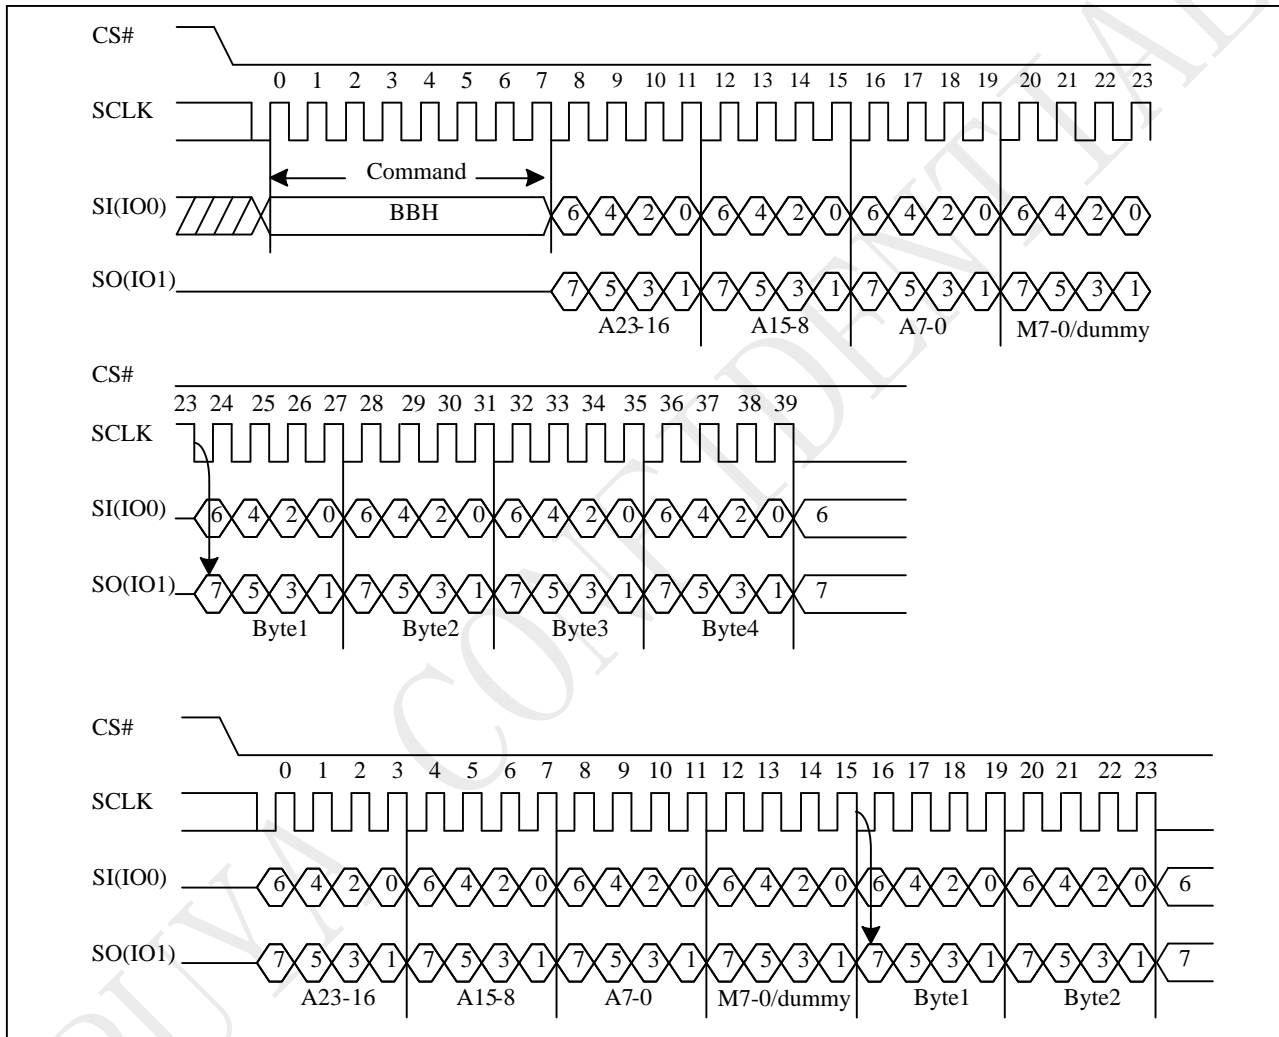 CS#
0 1 2 3 4 5 6 7 8 9 10 11 12 13 14 15 16 17 18 19 20 21 22 23
SCLK
Command
SI(IO0) BBH 6 4 2 0 6 4 2 0 6 4 2 0 6 4 2 0
SO(IO1) 7 5 3 1 7 5 3 1 7 5 3 1 7 5 3 1
A23-16 A15-8 A7-0 M7-0/dummy
CS#
23 24 25 26 27 28 29 30 31 32 33 34 35 36 37 38 39
SCLK
SI(IO0) 6 4 2 0 6 4 2 0 6 4 2 0 6 4 2 0 6
SO(IO1) 7 5 3 1 7 5 3 1 7 5 3 1 7 5 3 1 7
Byte1 Byte2 Byte3 Byte4
CS#
0 1 2 3 4 5 6 7 8 9 10 11 12 13 14 15 16 17 18 19 20 21 22 23
SCLK
SI(IO0) 6 4 2 0 6 4 2 0 6 4 2 0 6 4 2 0 6 4 2 0 6 4 2 0 6
SO(IO1) 7 5 3 1 7 5 3 1 7 5 3 1 7 5 3 1 7 5 3 1 7 5 3 1 7
A23-16 A15-8 A7-0 M7-0/dummy Byte1 Byte2
PUYA CONFIDENTIAL